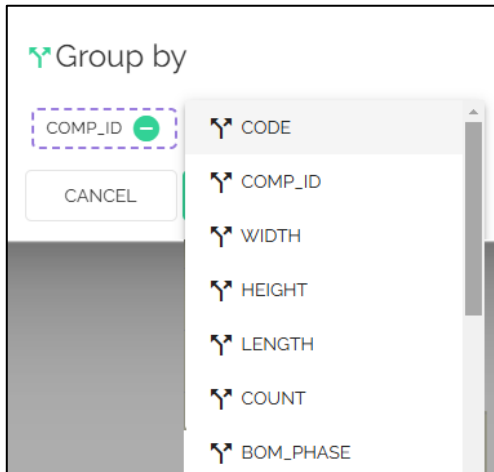 Group by
COMP_ID
CANCEL
CODE
COMP_ID
WIDTH
HEIGHT
LENGTH
COUNT
BOM_PHASE